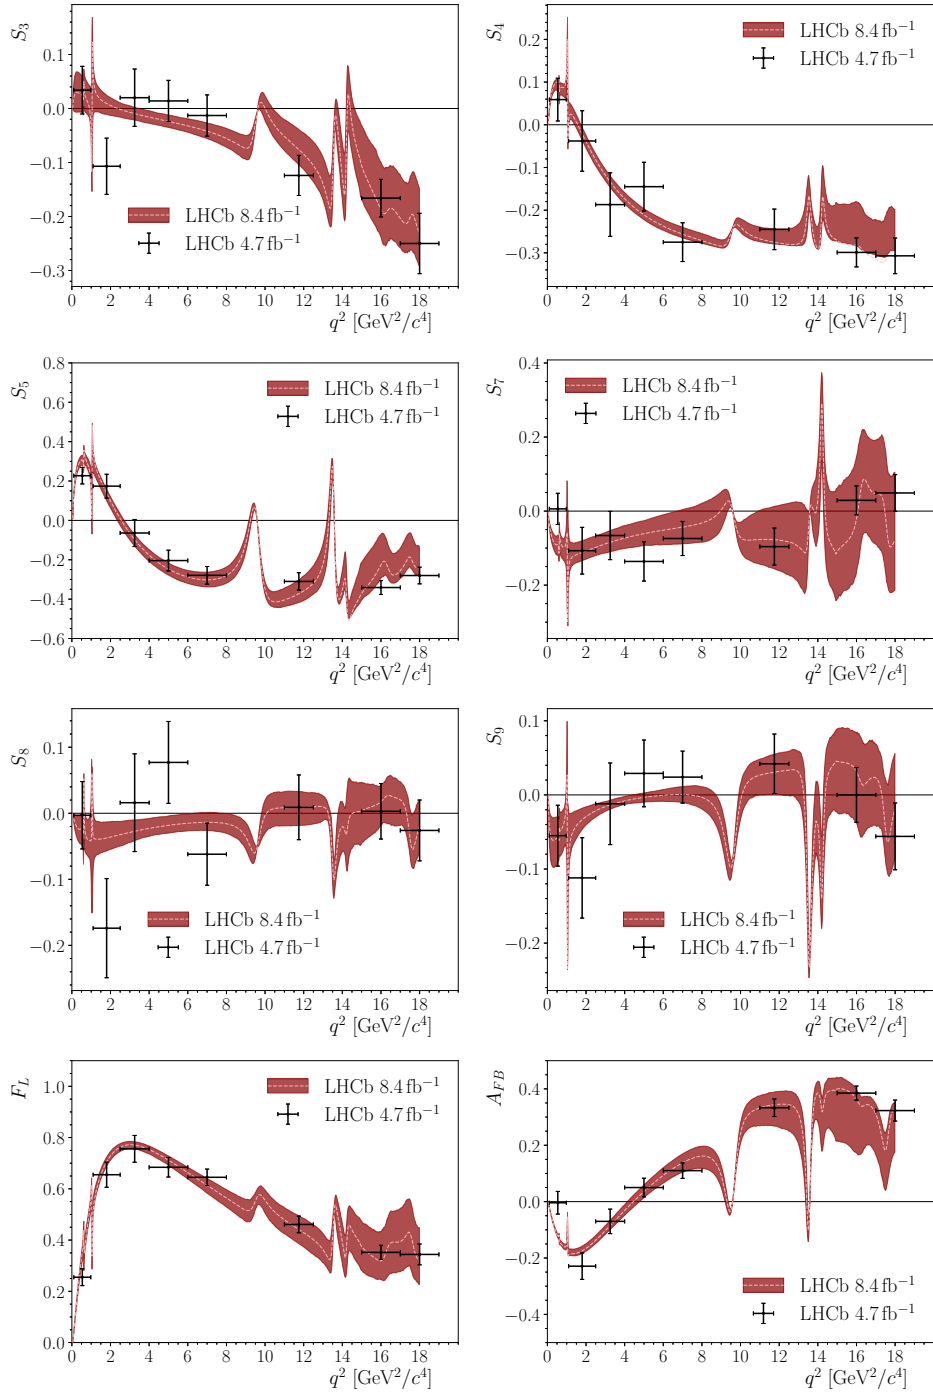 S3
0.1
0.0
−0.1
−0.2
−0.3
LHCb 8.4 fb−1
LHCb 4.7 fb−1
0 2 4 6 8 10 12 14 16 18
q2 [GeV2/c4]
S4
0.2
0.1
0.0
−0.1
−0.2
−0.3
LHCb 8.4 fb−1
LHCb 4.7 fb−1
0 2 4 6 8 10 12 14 16 18
q2 [GeV2/c4]
S5
0.8
0.6
0.4
0.2
0.0
−0.2
−0.4
−0.6
LHCb 8.4 fb−1
LHCb 4.7 fb−1
0 2 4 6 8 10 12 14 16 18
q2 [GeV2/c4]
S7
0.4
0.2
0.0
−0.2
LHCb 8.4 fb−1
LHCb 4.7 fb−1
0 2 4 6 8 10 12 14 16 18
q2 [GeV2/c4]
S8
0.1
0.0
−0.1
−0.2
LHCb 8.4 fb−1
LHCb 4.7 fb−1
0 2 4 6 8 10 12 14 16 18
q2 [GeV2/c4]
S9
0.1
0.0
−0.1
−0.2
LHCb 8.4 fb−1
LHCb 4.7 fb−1
0 2 4 6 8 10 12 14 16 18
q2 [GeV2/c4]
FL
1.0
0.8
0.6
0.4
0.2
0.0
LHCb 8.4 fb−1
LHCb 4.7 fb−1
0 2 4 6 8 10 12 14 16 18
q2 [GeV2/c4]
AFB
0.4
0.2
0.0
−0.2
−0.4
LHCb 8.4 fb−1
LHCb 4.7 fb−1
0 2 4 6 8 10 12 14 16 18
q2 [GeV2/c4]